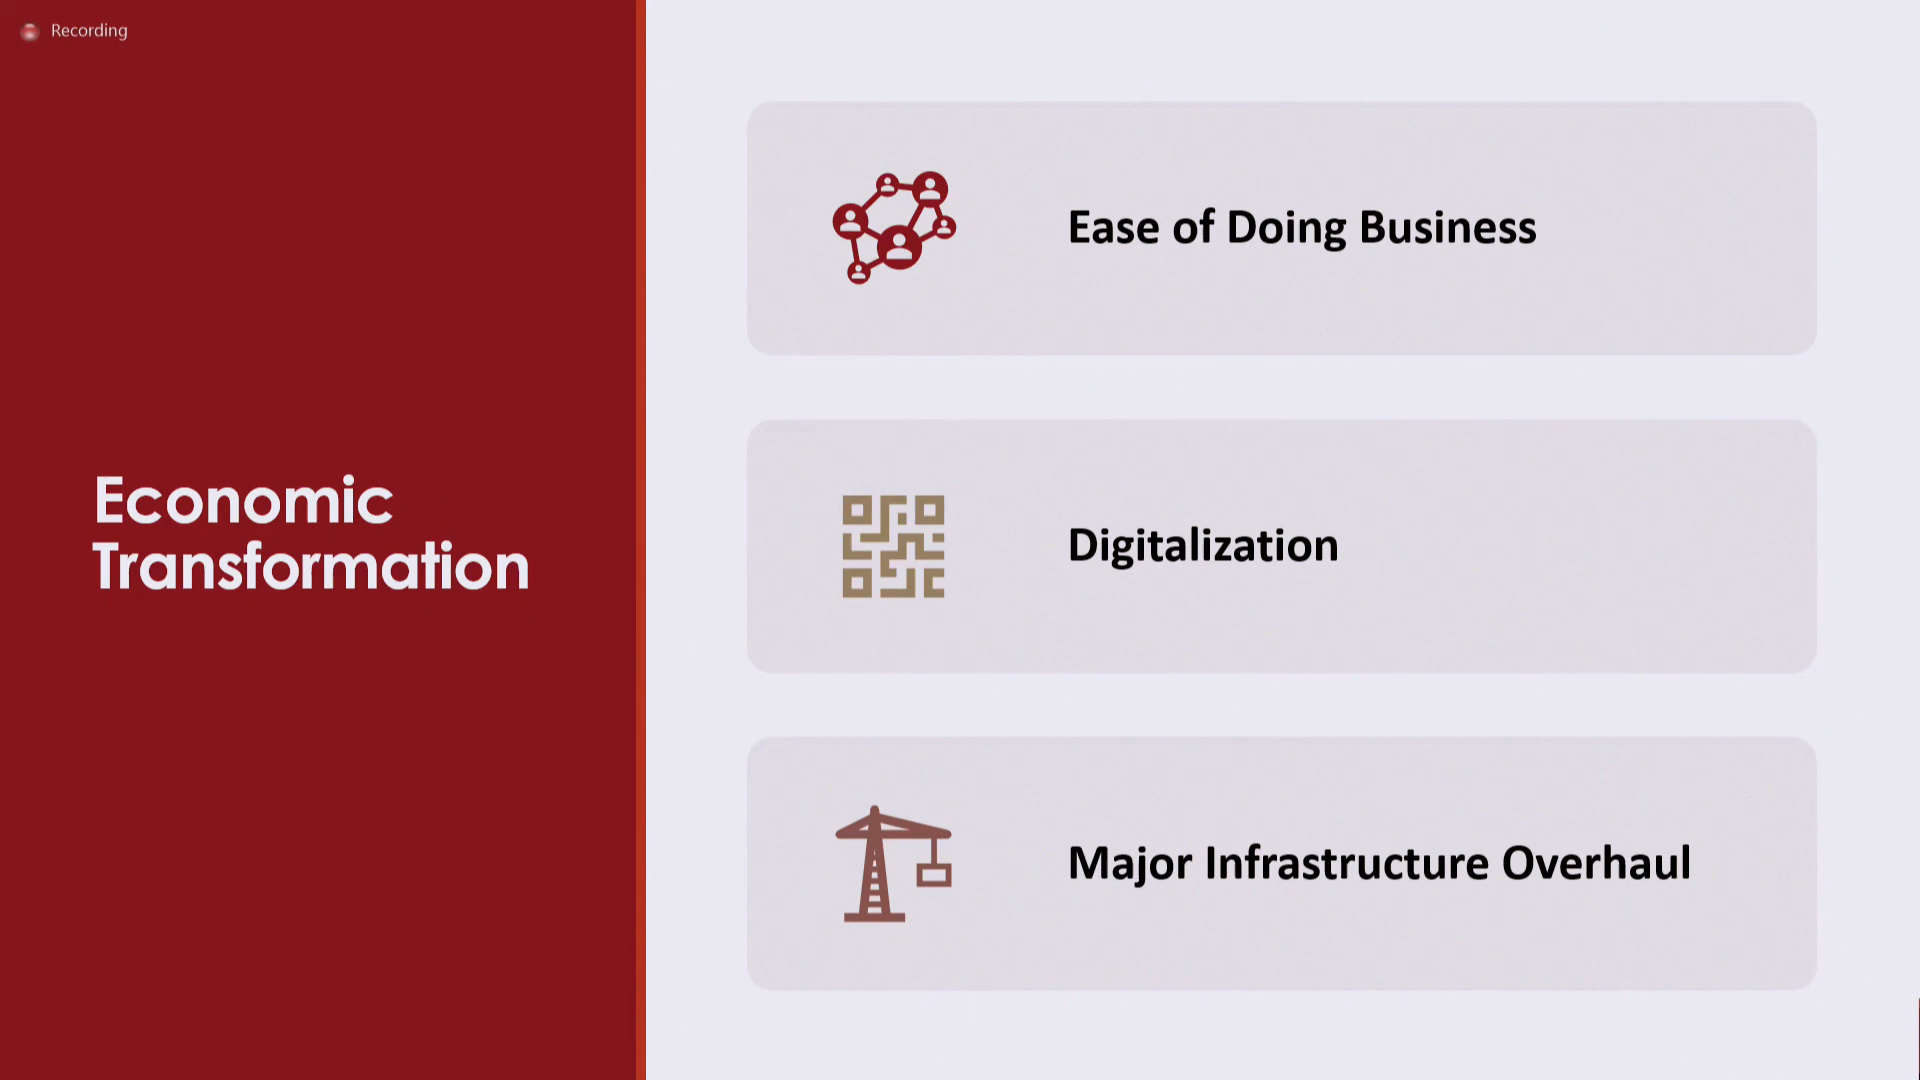 Recording
Economic
Transformation
Ease of Doing Business
Digitalization
Major Infrastructure Overhaul